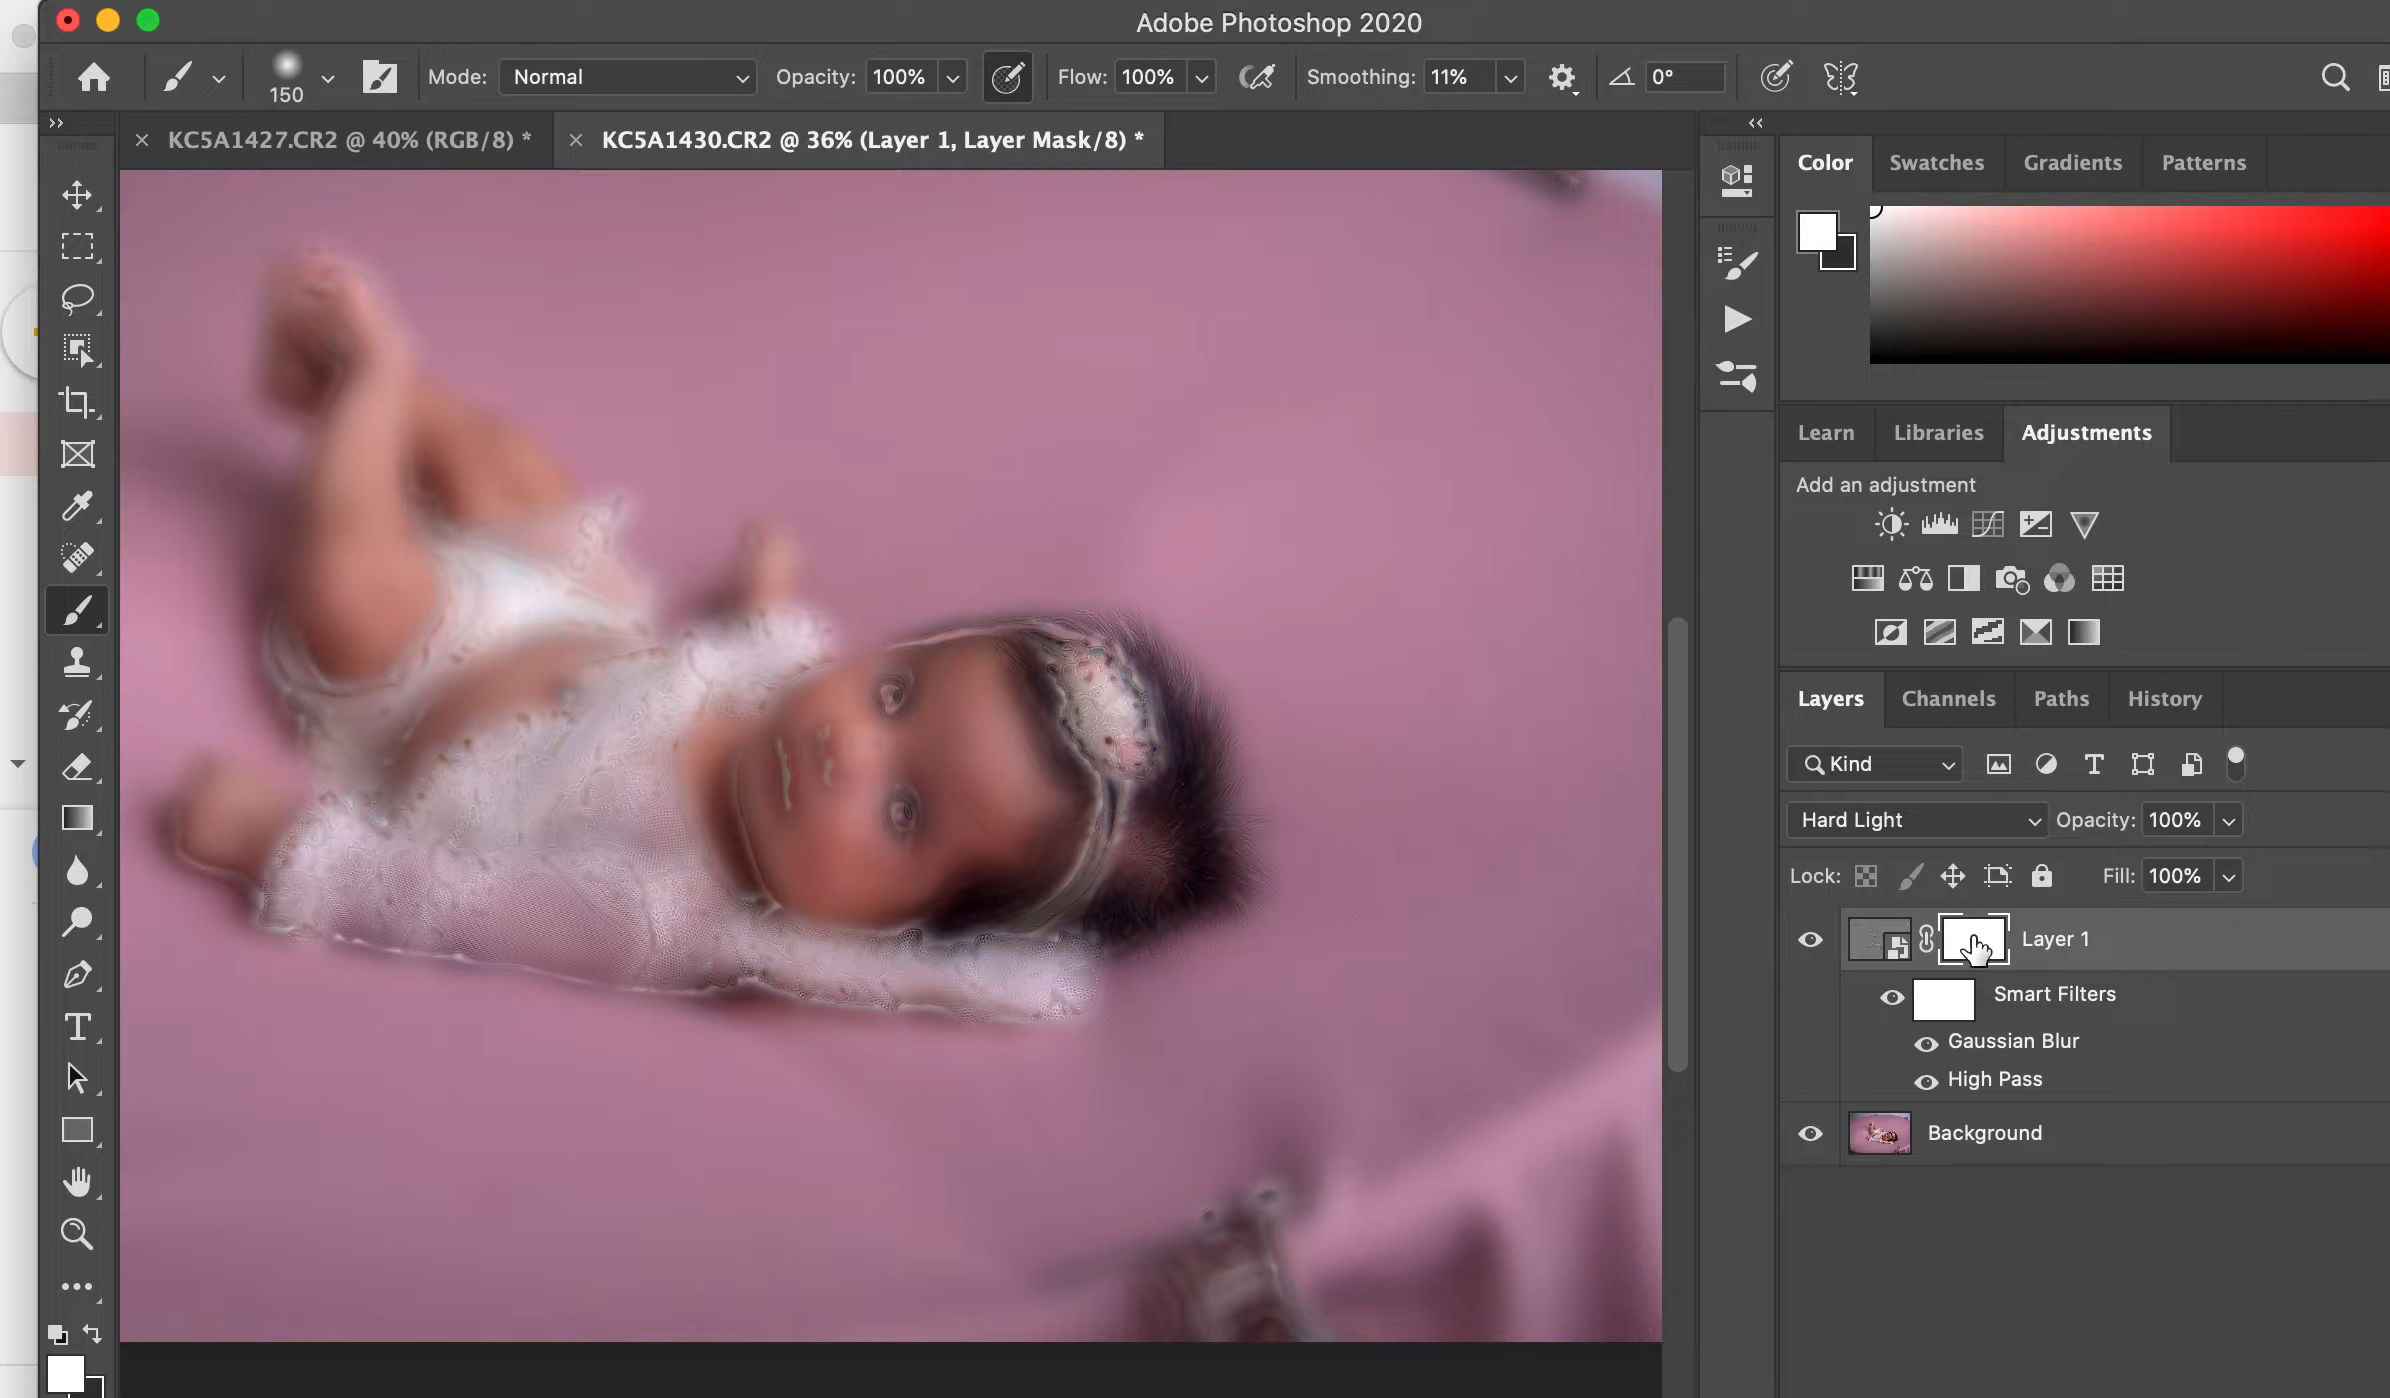 Adobe Photoshop 2020
150
Mode: Normal Opacity: 100% Flow: 100% Smoothing: 11% 0°
KC5A1427.CR2 @ 40% (RGB/8) *
KC5A1430.CR2 @ 36% (Layer 1, Layer Mask/8) *
Color Swatches Gradients Patterns
Learn Libraries Adjustments
Add an adjustment
Layers Channels Paths History
Kind
Hard Light Opacity: 100%
Lock: Fill: 100%
Layer 1
Smart Filters
Gaussian Blur
High Pass
Background